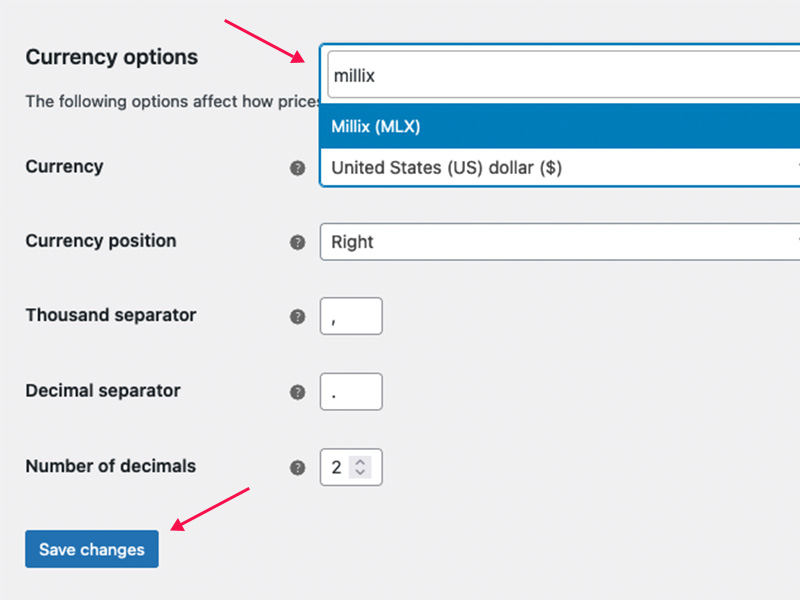 Currency options
millix
The following options affect how prices
Millix (MLX)
Currency
United States (US) dollar ($)
Currency position
Right
Thousand separator
,
Decimal separator
.
Number of decimals
2
Save changes